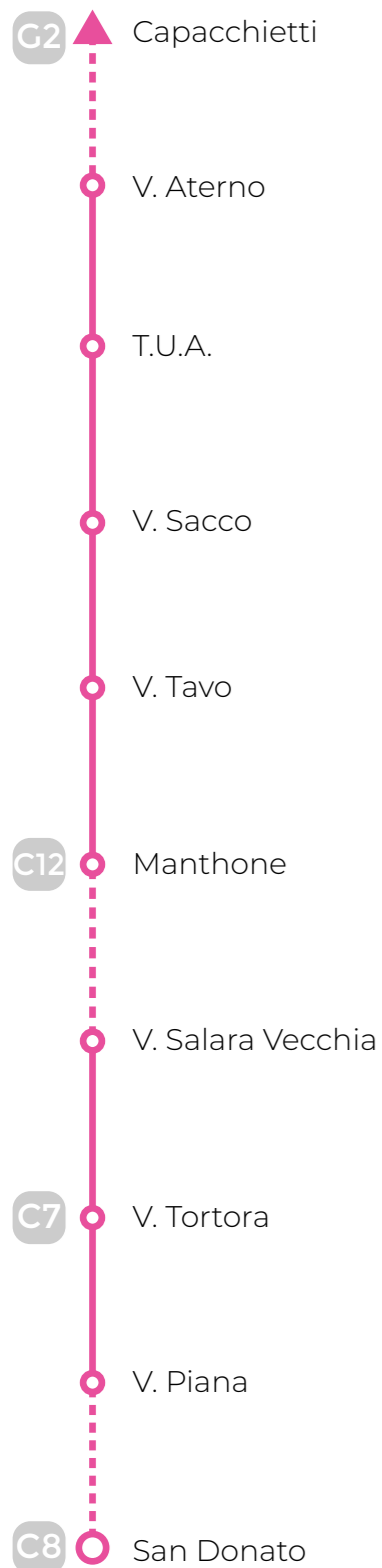 G2 Capacchietti
V. Aterno
T.U.A.
V. Sacco
V. Tavo
C12 Manthone
V. Salara Vecchia
C7 V. Tortora
V. Piana
C8 San Donato